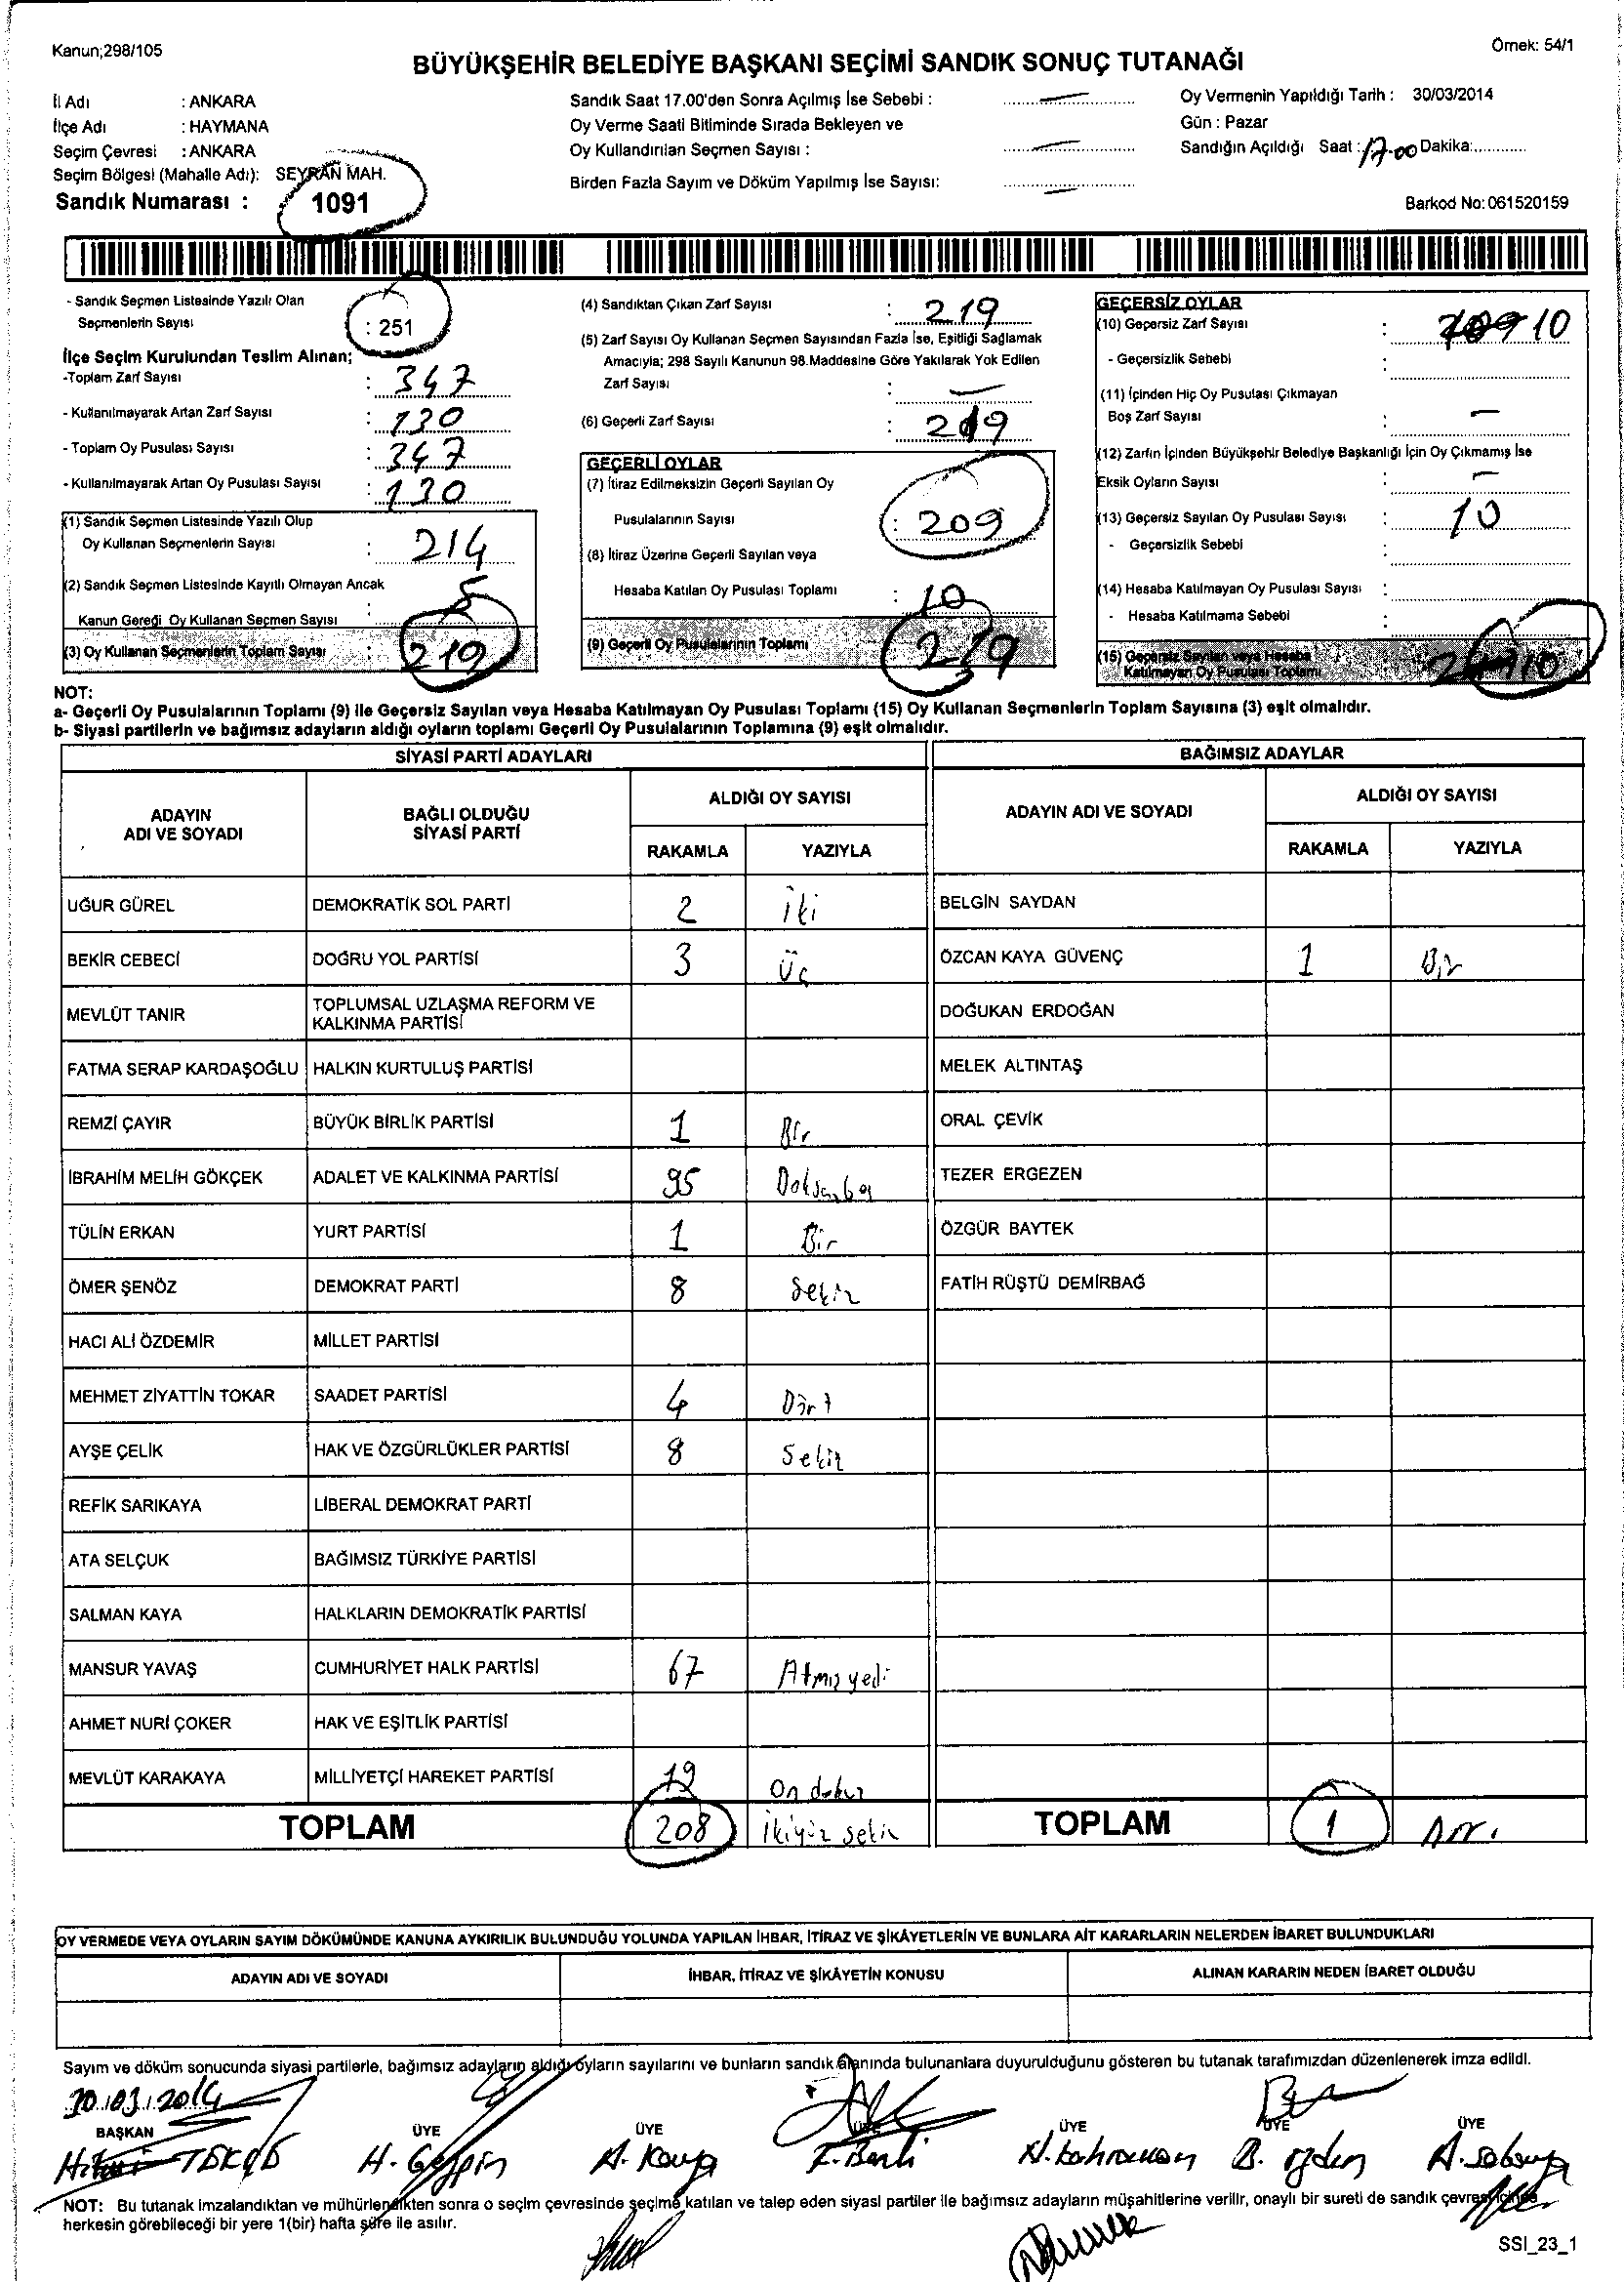 Kanun;298/105
Örnek: 54/1
BÜYÜKŞEHİR BELEDİYE BAŞKANI SEÇİMİ SANDIK SONUÇ TUTANAĞI
İl Adı : ANKARA
İlçe Adı : HAYMANA
Seçim Çevresi : ANKARA
Seçim Bölgesi (Mahalle Adı): SEYRAN MAH.
Sandık Numarası : 1091
Sandık Saat 17.00'den Sonra Açılmış İse Sebebi :
Oy Verme Saati Bitiminde Sırada Bekleyen ve
Oy Kullandırılan Seçmen Sayısı :
Birden Fazla Sayım ve Döküm Yapılmış İse Sayısı:
Oy Vermenin Yapıldığı Tarih : 30/03/2014
Gün : Pazar
Sandığın Açıldığı Saat : 17.00 Dakika:
Barkod No: 061520159
- Sandık Seçmen Listesinde Yazılı Olan
Seçmenlerin Sayısı : 251
İlçe Seçim Kurulundan Teslim Alınan;
-Toplam Zarf Sayısı : 347
- Kullanılmayarak Artan Zarf Sayısı : 130
- Toplam Oy Pusulası Sayısı : 347
- Kullanılmayarak Artan Oy Pusulası Sayısı : 130
(1) Sandık Seçmen Listesinde Yazılı Olup
Oy Kullanan Seçmenlerin Sayısı : 214
(2) Sandık Seçmen Listesinde Kayıtlı Olmayan Ancak
Kanun Gereği Oy Kullanan Seçmen Sayısı : 5
(3) Oy Kullanan Seçmenlerin Toplam Sayısı : 219
(4) Sandıktan Çıkan Zarf Sayısı : 219
(5) Zarf Sayısı Oy Kullanan Seçmen Sayısından Fazla İse, Eşitliği Sağlamak
Amacıyla; 298 Sayılı Kanunun 98.Maddesine Göre Yakılarak Yok Edilen
Zarf Sayısı : —
(6) Geçerli Zarf Sayısı : 219
GEÇERLİ OYLAR
(7) İtiraz Edilmeksizin Geçerli Sayılan Oy
Pusulalarının Sayısı : 209
(8) İtiraz Üzerine Geçerli Sayılan veya
Hesaba Katılan Oy Pusulası Toplamı : 10
(9) Geçerli Oy Pusulalarının Toplamı : 219
GEÇERSİZ OYLAR
(10) Geçersiz Zarf Sayısı : 10
- Geçersizlik Sebebi :
(11) İçinden Hiç Oy Pusulası Çıkmayan
Boş Zarf Sayısı : —
(12) Zarfın İçinden Büyükşehir Belediye Başkanlığı İçin Oy Çıkmamış İse
Eksik Oyların Sayısı : —
(13) Geçersiz Sayılan Oy Pusulası Sayısı : 10
- Geçersizlik Sebebi :
(14) Hesaba Katılmayan Oy Pusulası Sayısı :
- Hesaba Katılmama Sebebi :
(15) Geçersiz Sayılan veya Hesaba
Katılmayan Oy Pusulası Toplamı 10
NOT:
a- Geçerli Oy Pusulalarının Toplamı (9) ile Geçersiz Sayılan veya Hesaba Katılmayan Oy Pusulası Toplamı (15) Oy Kullanan Seçmenlerin Toplam Sayısına (3) eşit olmalıdır.
b- Siyasi partilerin ve bağımsız adayların aldığı oyların toplamı Geçerli Oy Pusulalarının Toplamına (9) eşit olmalıdır.
SİYASİ PARTİ ADAYLARI
BAĞIMSIZ ADAYLAR
ADAYIN ADI VE SOYADI
BAĞLI OLDUĞU SİYASİ PARTİ
ALDIĞI OY SAYISI
RAKAMLA YAZIYLA
ADAYIN ADI VE SOYADI
ALDIĞI OY SAYISI
RAKAMLA YAZIYLA
UĞUR GÜREL DEMOKRATİK SOL PARTİ 2 İki BELGİN SAYDAN
BEKİR CEBECİ DOĞRU YOL PARTİSİ 3 Üç ÖZCAN KAYA GÜVENÇ 1 Bir
MEVLÜT TANIR TOPLUMSAL UZLAŞMA REFORM VE KALKINMA PARTİSİ DOĞUKAN ERDOĞAN
FATMA SERAP KARDAŞOĞLU HALKIN KURTULUŞ PARTİSİ MELEK ALTINTAŞ
REMZİ ÇAYIR BÜYÜK BİRLİK PARTİSİ 1 Bir ORAL ÇEVİK
İBRAHİM MELİH GÖKÇEK ADALET VE KALKINMA PARTİSİ 95 Doksanbeş TEZER ERGEZEN
TÜLİN ERKAN YURT PARTİSİ 1 Bir ÖZGÜR BAYTEK
ÖMER ŞENÖZ DEMOKRAT PARTİ 8 Sekiz FATİH RÜŞTÜ DEMİRBAĞ
HACI ALİ ÖZDEMİR MİLLET PARTİSİ
MEHMET ZİYATTİN TOKAR SAADET PARTİSİ 4 Dört
AYŞE ÇELİK HAK VE ÖZGÜRLÜKLER PARTİSİ 8 Sekiz
REFİK SARIKAYA LİBERAL DEMOKRAT PARTİ
ATA SELÇUK BAĞIMSIZ TÜRKİYE PARTİSİ
SALMAN KAYA HALKLARIN DEMOKRATİK PARTİSİ
MANSUR YAVAŞ CUMHURİYET HALK PARTİSİ 67 Atmış yedi
AHMET NURİ ÇOKER HAK VE EŞİTLİK PARTİSİ
MEVLÜT KARAKAYA MİLLİYETÇİ HAREKET PARTİSİ 19 On dokuz
TOPLAM 208 İkiyüz sekiz TOPLAM 1
OY VERMEDE VEYA OYLARIN SAYIM DÖKÜMÜNDE KANUNA AYKIRILIK BULUNDUĞU YOLUNDA YAPILAN İHBAR, İTİRAZ VE ŞİKÂYETLERİN VE BUNLARA AİT KARARLARIN NELERDEN İBARET BULUNDUKLARI
ADAYIN ADI VE SOYADI İHBAR, İTİRAZ VE ŞİKÂYETİN KONUSU ALINAN KARARIN NEDEN İBARET OLDUĞU
Sayım ve döküm sonucunda siyasi partilerle, bağımsız adayların aldığı oyların sayılarını ve bunların sandık alanında bulunanlara duyurulduğunu gösteren bu tutanak tarafımızdan düzenlenerek imza edildi.
30.03.2014
BAŞKAN ÜYE ÜYE ÜYE ÜYE ÜYE ÜYE
A. Kaya
NOT: Bu tutanak imzalandıktan ve mühürlendikten sonra o seçim çevresinde seçime katılan ve talep eden siyasi partiler ile bağımsız adayların müşahitlerine verilir, onaylı bir sureti de sandık çevresi içinde
herkesin görebileceği bir yere 1(bir) hafta süre ile asılır.
SSİ_23_1